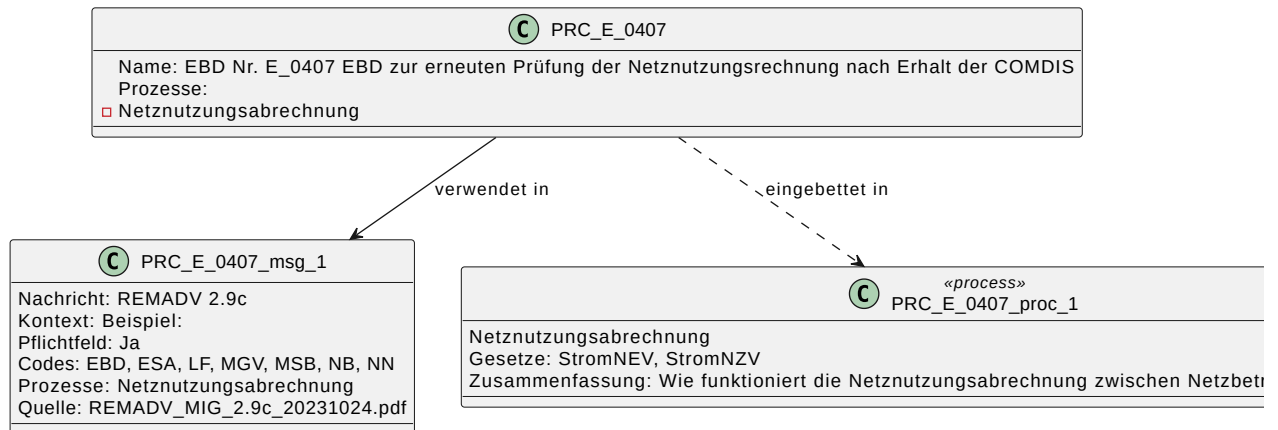 C PRC_E_0407
Name: EBD Nr. E_0407 EBD zur erneuten Prüfung der Netznutzungsrechnung nach Erhalt der COMDIS
Prozesse:
Netznutzungsabrechnung
verwendet in
eingebettet in
C PRC_E_0407_msg_1
Nachricht: REMADV 2.9c
Kontext: Beispiel:
Pflichtfeld: Ja
Codes: EBD, ESA, LF, MGV, MSB, NB, NN
Prozesse: Netznutzungsabrechnung
Quelle: REMADV_MIG_2.9c_20231024.pdf
«process»
C PRC_E_0407_proc_1
Netznutzungsabrechnung
Gesetze: StromNEV, StromNZV
Zusammenfassung: Wie funktioniert die Netznutzungsabrechnung zwischen